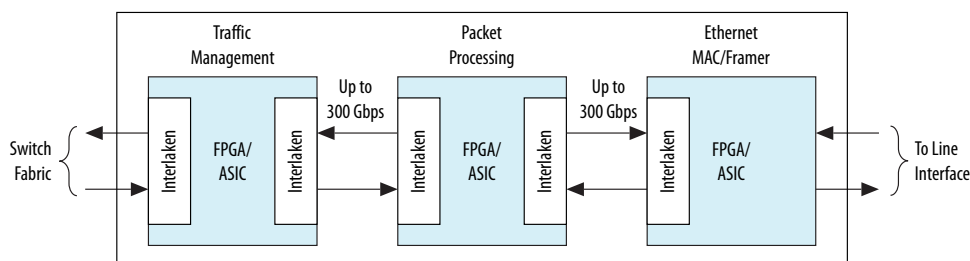 Traffic
Management
Packet
Processing
Ethernet
MAC/Framer
Up to
300 Gbps
Up to
300 Gbps
Switch
Fabric
Interlaken
FPGA/
ASIC
Interlaken
Interlaken
FPGA/
ASIC
Interlaken
Interlaken
FPGA/
ASIC
To Line
Interface